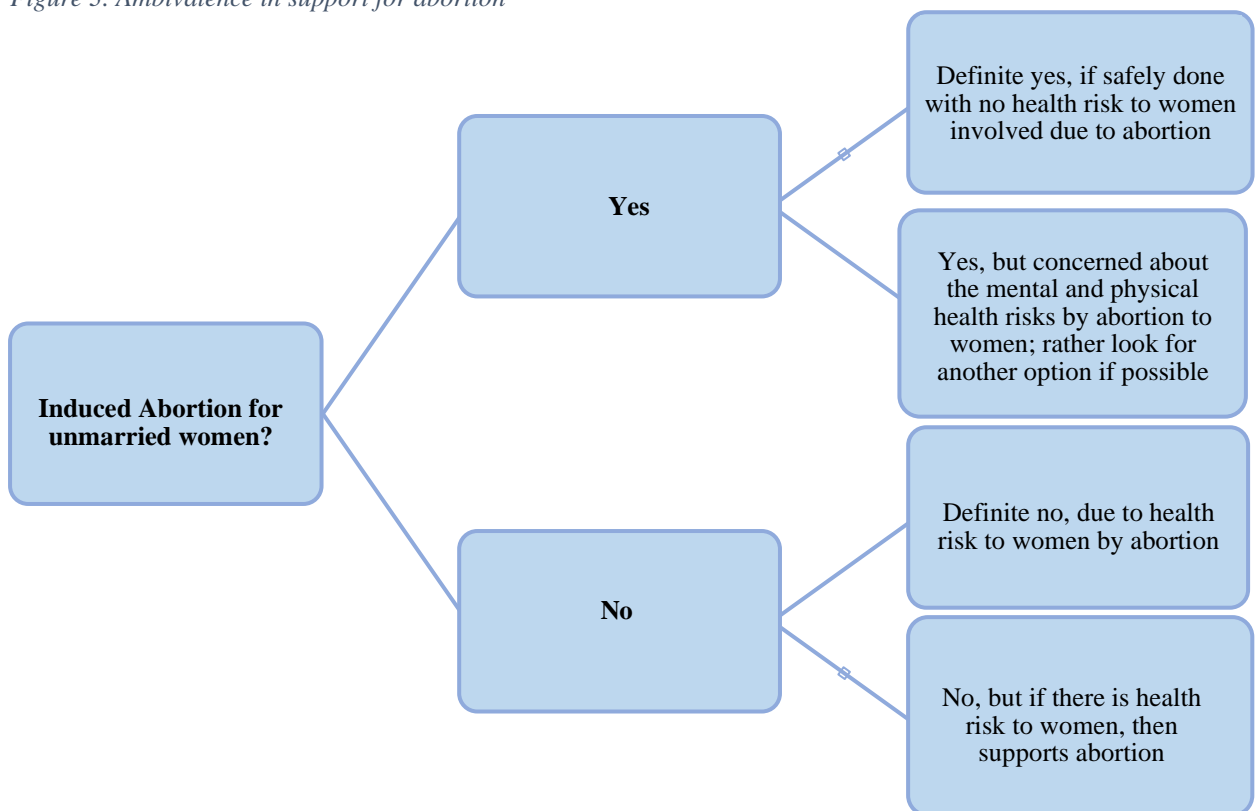 Figure 3. Ambivalence in support for abortion
Definite yes, if safely done
with no health risk to women
involved due to abortion
Yes
Yes, but concerned about
the mental and physical
health risks by abortion to
women; rather look for
another option if possible
Induced Abortion for
unmarried women?
Definite no, due to health
risk to women by abortion
No
No, but if there is health
risk to women, then
supports abortion